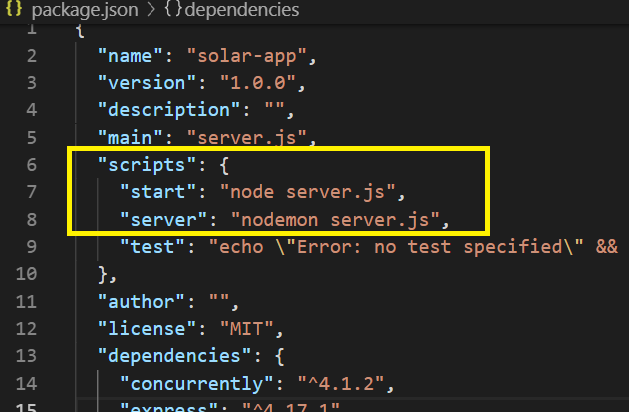 {} package.json > {} dependencies
1 {
2 "name": "solar-app",
3 "version": "1.0.0",
4 "description": "",
5 "main": "server.js",
6 "scripts": {
7 "start": "node server.js",
8 "server": "nodemon server.js",
9 "test": "echo \"Error: no test specified\" &&
10 },
11 "author": "",
12 "license": "MIT",
13 "dependencies": {
14 "concurrently": "^4.1.2",
15 "express": "^4.17.1"